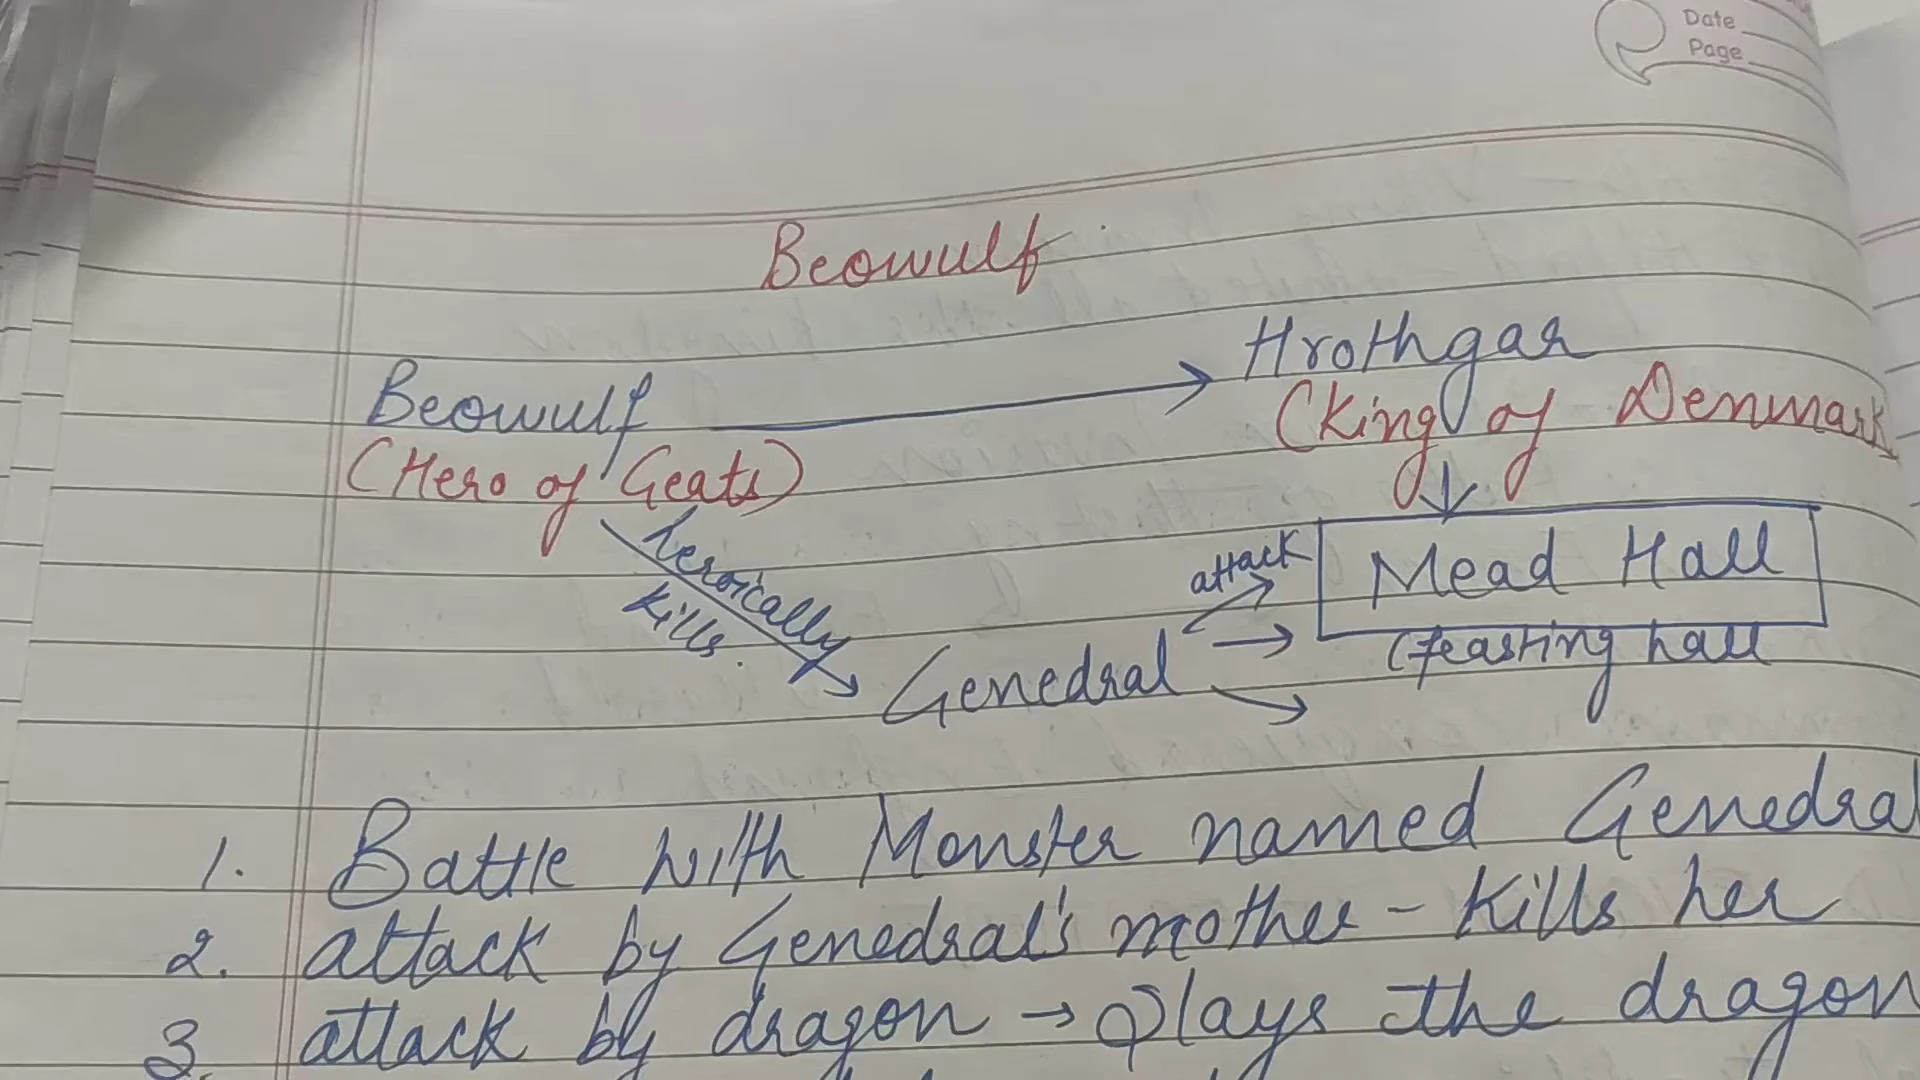 Date
Page
Beowulf
Beowulf → Hrothgar
(Hero of Geats) (King of Denmark
heroically
kills.
attack
Mead Hall
(feasting hall
Genedral
1. Battle with Monster named Genedral
2. attack by Genedral's mother - kills her
3. attack by dragon → Slays the dragon